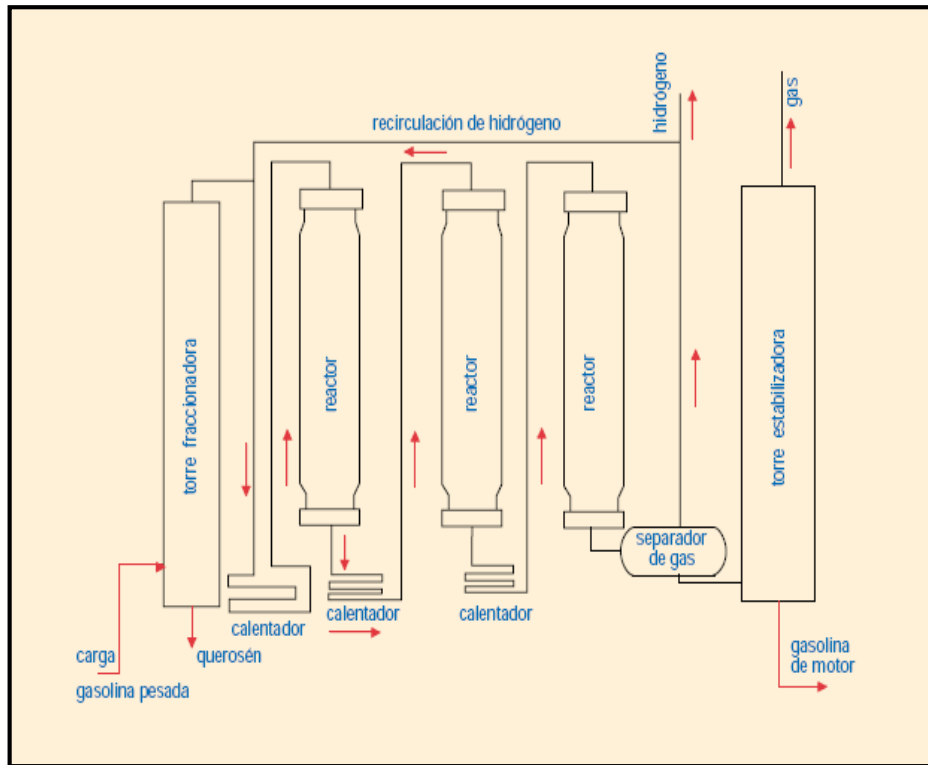 recirculación de hidrógeno
hidrógeno
gas
torre fraccionadora
reactor
reactor
reactor
torre estabilizadora
separador
de gas
calentador
calentador
calentador
carga
gasolina pesada
querosén
gasolina
de motor